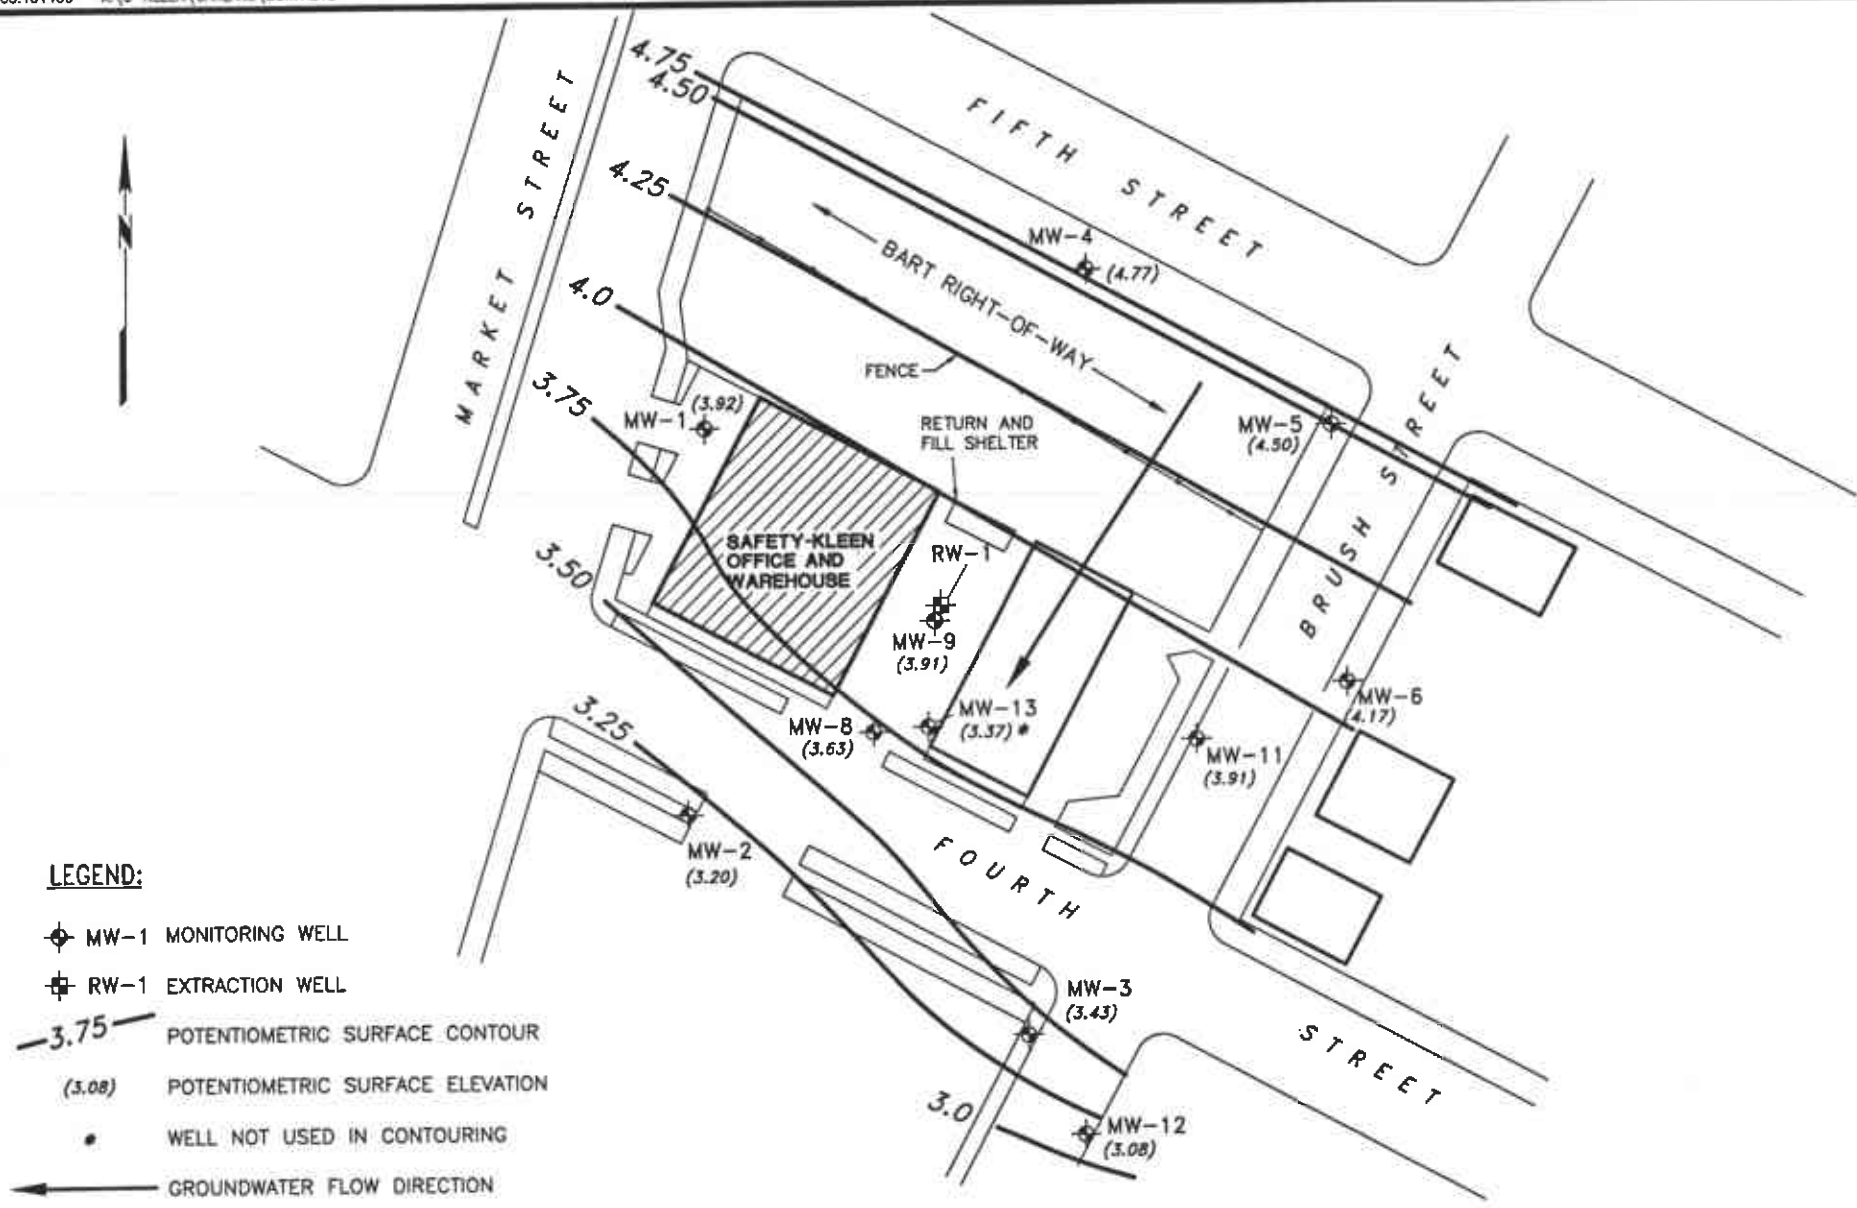 4.75
4.50
4.25
4.0
3.75
3.50
3.25
3.0
N
MARKET STREET
FIFTH STREET
BRUSH STREET
FOURTH STREET
BART RIGHT-OF-WAY
FENCE
RETURN AND
FILL SHELTER
MW-4
(4.77)
MW-5
(4.50)
MW-1
(3.92)
SAFETY-KLEEN
OFFICE AND
WAREHOUSE
RW-1
MW-9
(3.91)
MW-13
(3.37) *
MW-8
(3.63)
MW-6
(4.17)
MW-11
(3.91)
MW-2
(3.20)
MW-3
(3.43)
MW-12
(3.08)
LEGEND:
MW-1 MONITORING WELL
RW-1 EXTRACTION WELL
3.75 POTENTIOMETRIC SURFACE CONTOUR
(3.08) POTENTIOMETRIC SURFACE ELEVATION
* WELL NOT USED IN CONTOURING
GROUNDWATER FLOW DIRECTION